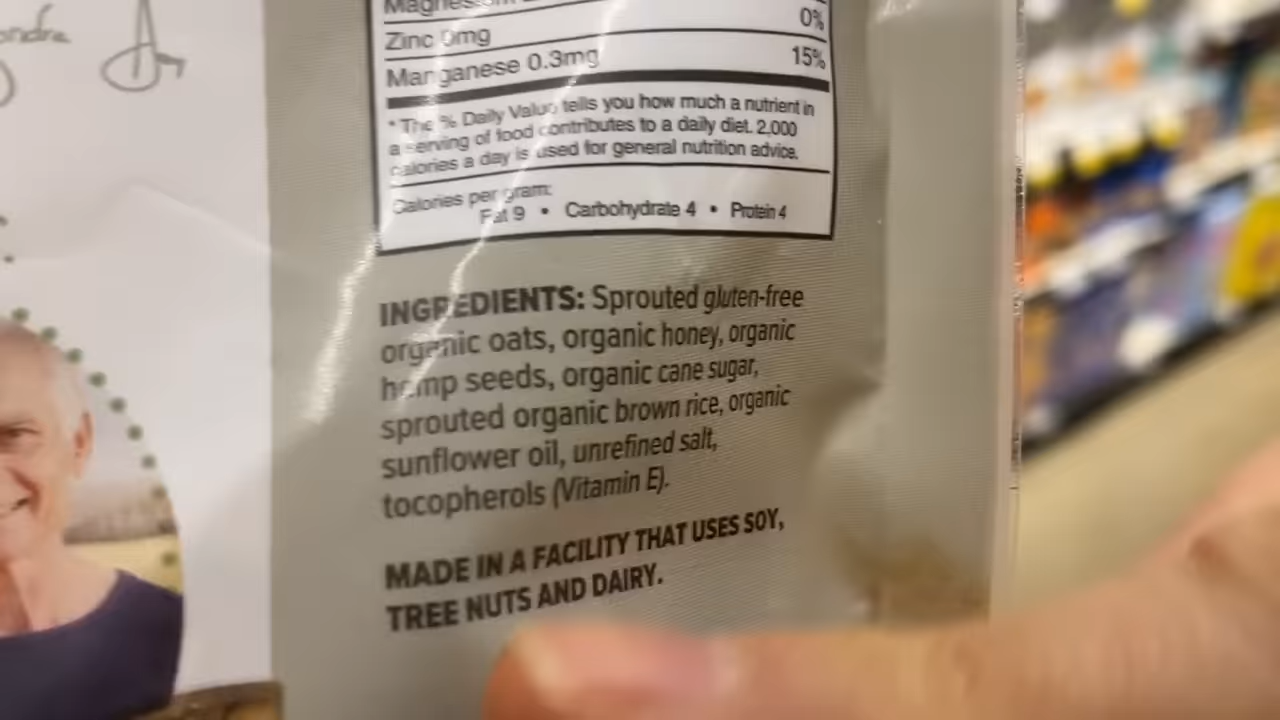 Zinc 0mg 0%
Manganese 0.3mg 15%
* The % Daily Value tells you how much a nutrient in
a serving of food contributes to a daily diet. 2,000
calories a day is used for general nutrition advice.
Calories per gram:
Fat 9 • Carbohydrate 4 • Protein 4
INGREDIENTS: Sprouted gluten-free
organic oats, organic honey, organic
hemp seeds, organic cane sugar,
sprouted organic brown rice, organic
sunflower oil, unrefined salt,
tocopherols (Vitamin E).
MADE IN A FACILITY THAT USES SOY,
TREE NUTS AND DAIRY.